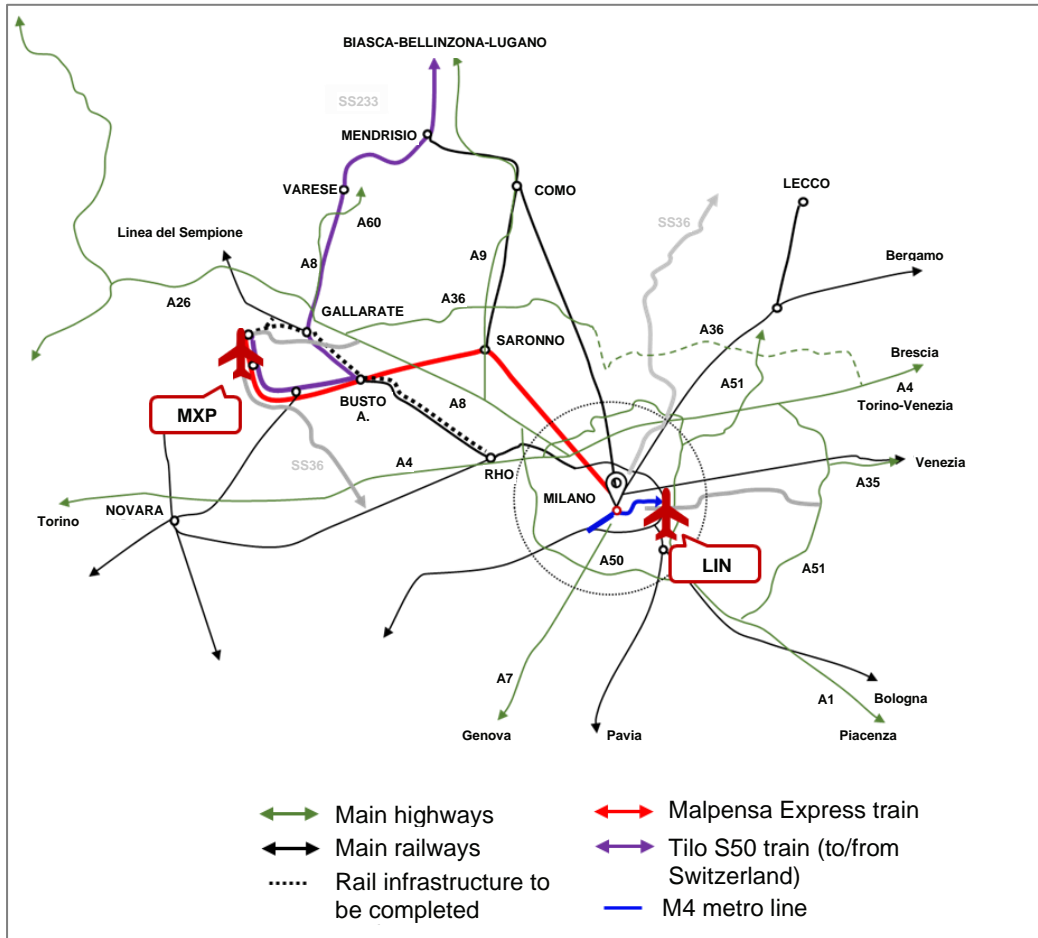 BIASCA-BELLINZONA-LUGANO
SS233
MENDRISIO
VARESE
COMO
LECCO
A60
SS36
Linea del Sempione
A8
A9
Bergamo
A26
A36
GALLARATE
SARONNO
A36
Brescia
A51
A4
MXP
BUSTO
A.
A8
Torino-Venezia
SS36
A4
RHO
Venezia
A35
MILANO
Torino
NOVARA
A50
LIN
A51
A7
A1
Bologna
Genova
Pavia
Piacenza
Main highways
Main railways
Rail infrastructure to
be completed
Malpensa Express train
Tilo S50 train (to/from
Switzerland)
M4 metro line